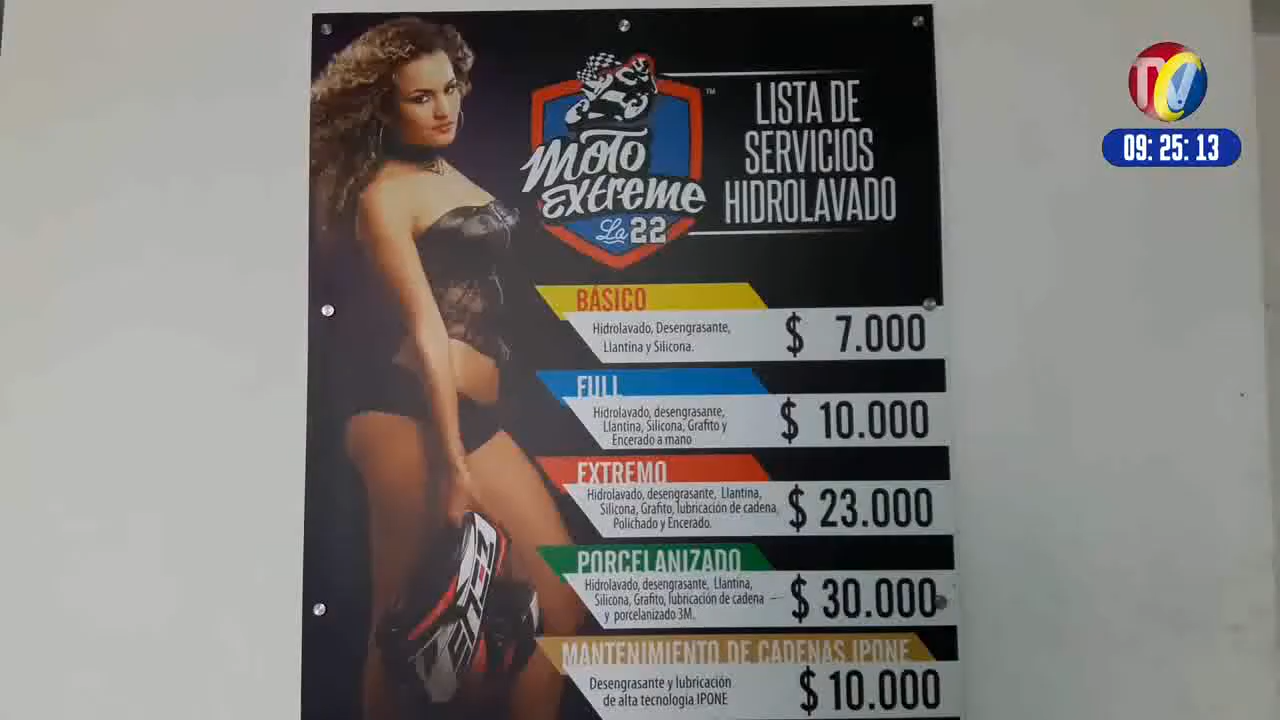 TVC
09: 25: 13
Moto
extreme
La 22
TM
LISTA DE
SERVICIOS
HIDROLAVADO
BÁSICO
Hidrolavado, Desengrasante,
Llantina y Silicona.
$ 7.000
FULL
Hidrolavado, desengrasante,
Llantina, Silicona, Grafito y
Encerado a mano
$ 10.000
EXTREMO
Hidrolavado, desengrasante, Llantina,
Silicona, Grafito, lubricación de cadena,
Polichado y Encerado.
$ 23.000
PORCELANIZADO
Hidrolavado, desengrasante, Llantina,
Silicona, Grafito, lubricación de cadena
y porcelanizado 3M.
$ 30.000
MANTENIMIENTO DE CADENAS IPONE
Desengrasante y lubricación
de alta tecnología IPONE
$ 10.000